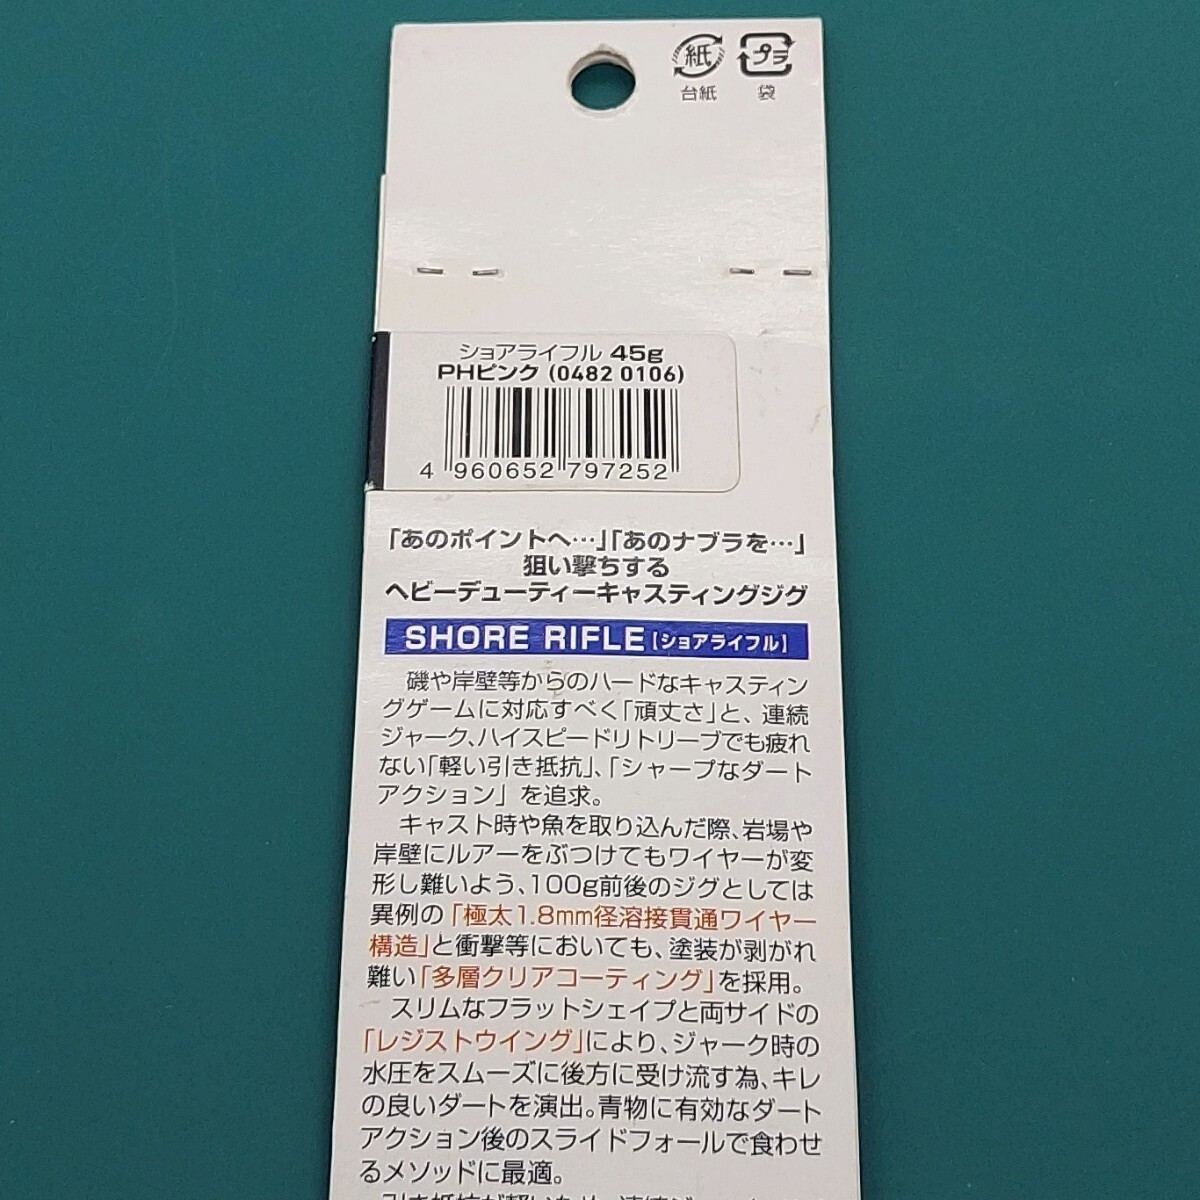 紙 プラ
台紙 袋
ショアライフル 45g
PHピンク (0482 0106)
4 960652 797252
「あのポイントへ…」「あのナブラを…」
狙い撃ちする
ヘビーデューティーキャスティングジグ
SHORE RIFLE【ショアライフル】
磯や岸壁等からのハードなキャスティン
グゲームに対応すべく「頑丈さ」と、連続
ジャーク、ハイスピードリトリーブでも疲れ
ない「軽い引き抵抗」、「シャープなダート
アクション」を追求。
キャスト時や魚を取り込んだ際、岩場や
岸壁にルアーをぶつけてもワイヤーが変
形し難いよう、100g前後のジグとしては
異例の「極太1.8mm径溶接貫通ワイヤー
構造」と衝撃等においても、塗装が剥がれ
難い「多層クリアコーティング」を採用。
スリムなフラットシェイプと両サイドの
「レジストウイング」により、ジャーク時の
水圧をスムーズに後方に受け流す為、キレ
の良いダートを演出。青物に有効なダート
アクション後のスライドフォールで食わせ
るメソッドに最適。